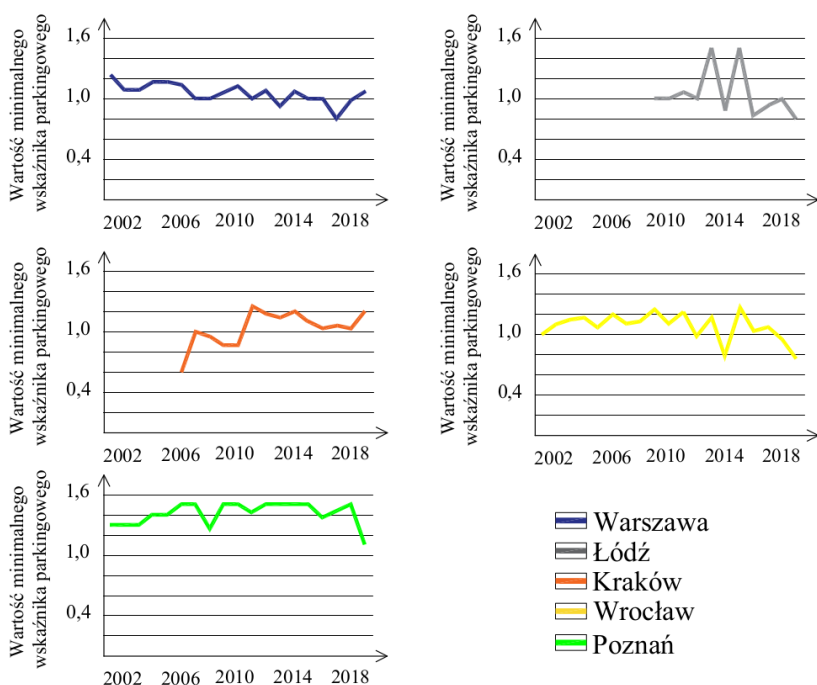 Wartość minimalnego
wskaźnika parkingowego
1,6
1,0
0,4
2002 2006 2010 2014 2018
Wartość minimalnego
wskaźnika parkingowego
1,6
1,0
0,4
2002 2006 2010 2014 2018
Wartość minimalnego
wskaźnika parkingowego
1,6
1,0
0,4
2002 2006 2010 2014 2018
Wartość minimalnego
wskaźnika parkingowego
1,6
1,0
0,4
2002 2006 2010 2014 2018
Wartość minimalnego
wskaźnika parkingowego
1,6
1,0
0,4
2002 2006 2010 2014 2018
Warszawa
Łódź
Kraków
Wrocław
Poznań